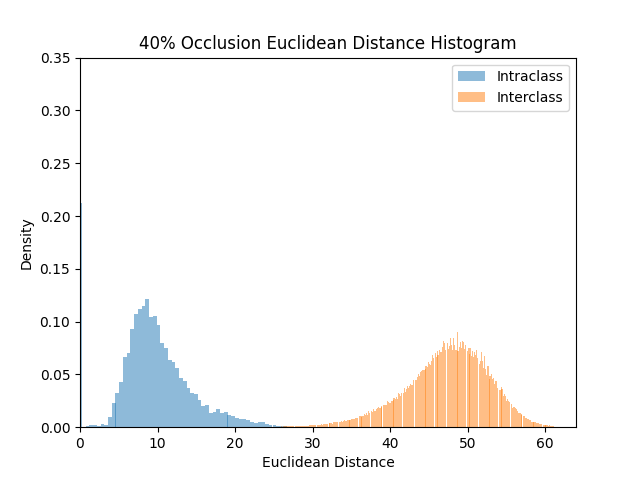 40% Occlusion Euclidean Distance Histogram
0.35
0.30
0.25
0.20
0.15
0.10
0.05
0.00
Density
Intraclass
Interclass
0 10 20 30 40 50 60
Euclidean Distance